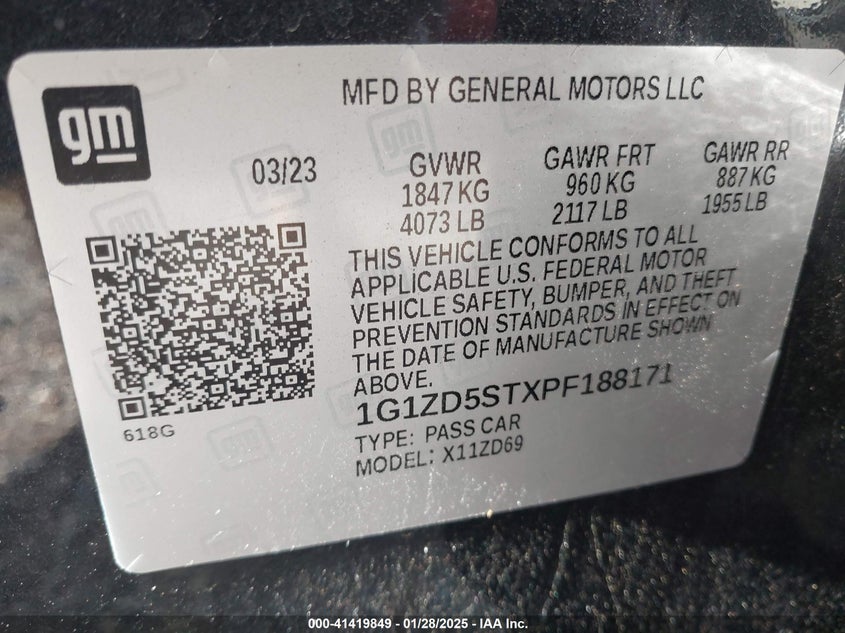 MFD BY GENERAL MOTORS LLC
gm
03/23
GVWR
1847 KG
4073 LB
GAWR FRT
960 KG
2117 LB
GAWR RR
887 KG
1955 LB
THIS VEHICLE CONFORMS TO ALL
APPLICABLE U.S. FEDERAL MOTOR
VEHICLE SAFETY, BUMPER, AND THEFT
PREVENTION STANDARDS IN EFFECT ON
THE DATE OF MANUFACTURE SHOWN
ABOVE.
1G1ZD5STXPF188171
TYPE: PASS CAR
MODEL: X11ZD69
618G
000-41419849 - 01/28/2025 - IAA Inc.